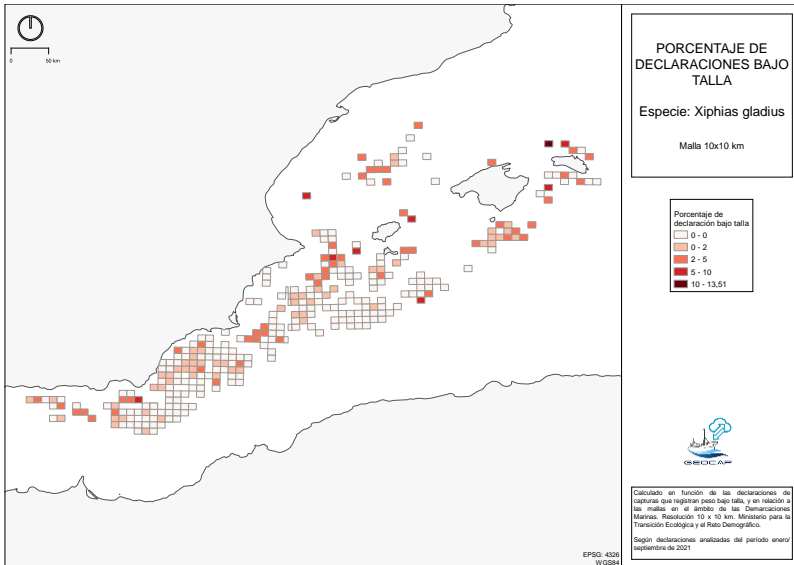 0
50 km
PORCENTAJE DE
DECLARACIONES BAJO
TALLA
Especie: Xiphias gladius
Malla 10x10 km
Porcentaje de
declaración bajo talla
0 - 0
0 - 2
2 - 5
5 - 10
10 - 13,51
GEOCAP
Calculado en función de las declaraciones de
capturas que registran peso bajo talla, y en relación a
las mallas en el ámbito de las Demarcaciones
Marinas. Resolución 10 x 10 km. Ministerio para la
Transición Ecológica y el Reto Demográfico.
Según declaraciones analizadas del período enero/
septiembre de 2021
EPSG: 4326
WGS84